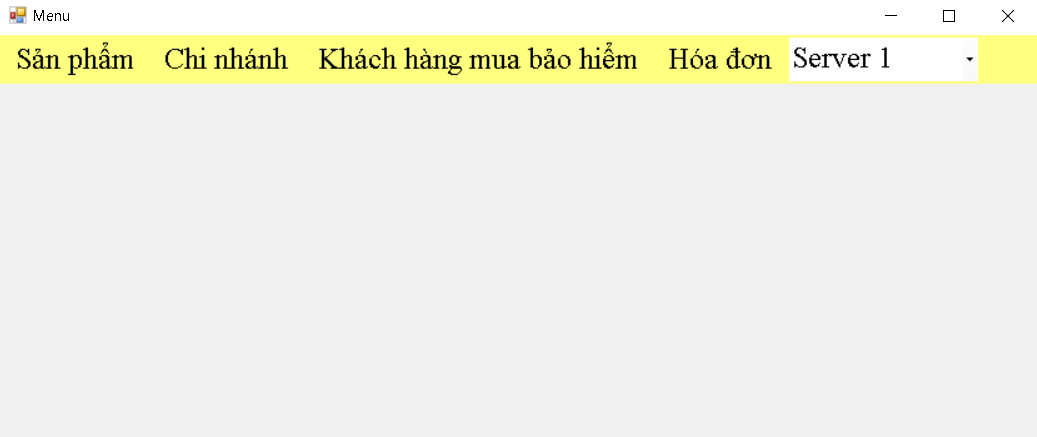 Menu
Sản phẩm Chi nhánh Khách hàng mua bảo hiểm Hóa đơn Server 1